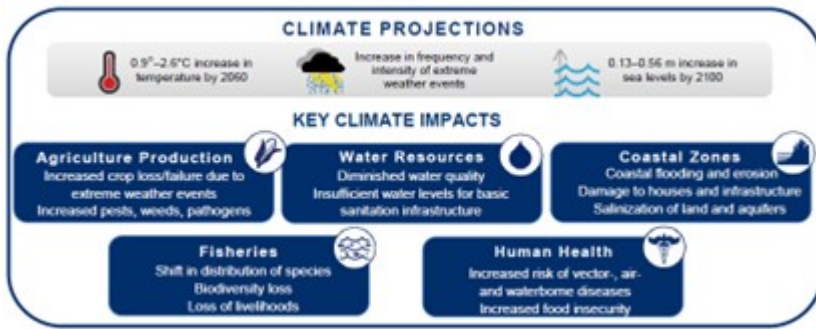 CLIMATE PROJECTIONS
0.9°–2.6°C increase in
temperature by 2060
Increase in frequency and
intensity of extreme
weather events
0.13–0.56 m increase in
sea levels by 2100
KEY CLIMATE IMPACTS
Agriculture Production
Increased crop loss/failure due to
extreme weather events
Increased pests, weeds, pathogens
Water Resources
Diminished water quality
Insufficient water levels for basic
sanitation infrastructure
Coastal Zones
Coastal flooding and erosion
Damage to houses and infrastructure
Salinization of land and aquifers
Fisheries
Shift in distribution of species
Biodiversity loss
Loss of livelihoods
Human Health
Increased risk of vector-, air-
and waterborne diseases
Increased food insecurity